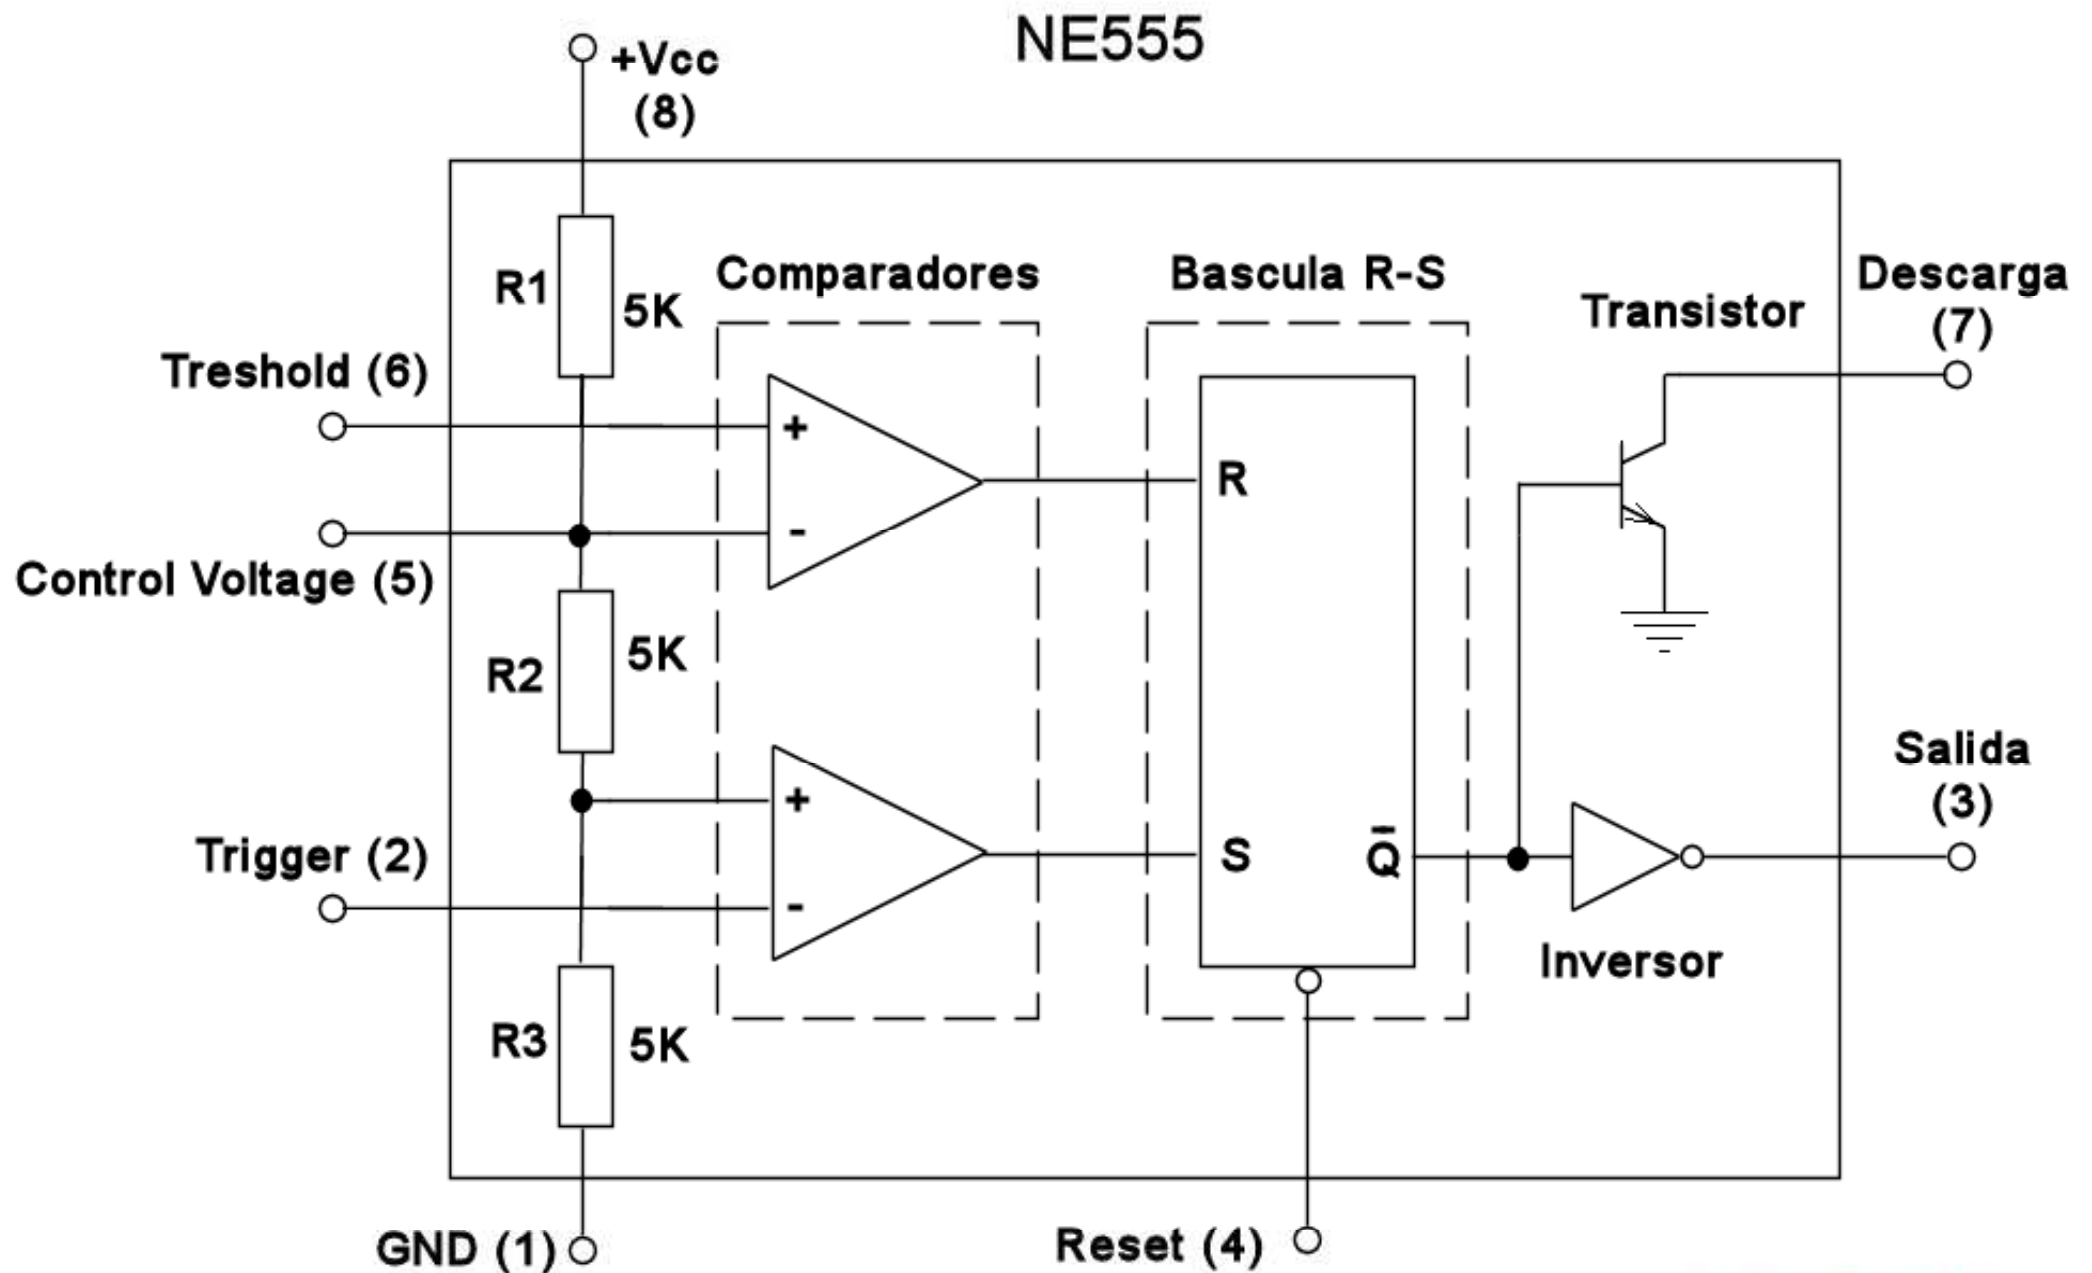 NE555
+Vcc
(8)
R1
5K
Comparadores
Bascula R-S
Transistor
Descarga
(7)
Treshold (6)
+
-
R
Control Voltage (5)
R2
5K
Trigger (2)
+
-
S
Q̄
Salida
(3)
Inversor
R3
5K
GND (1)
Reset (4)